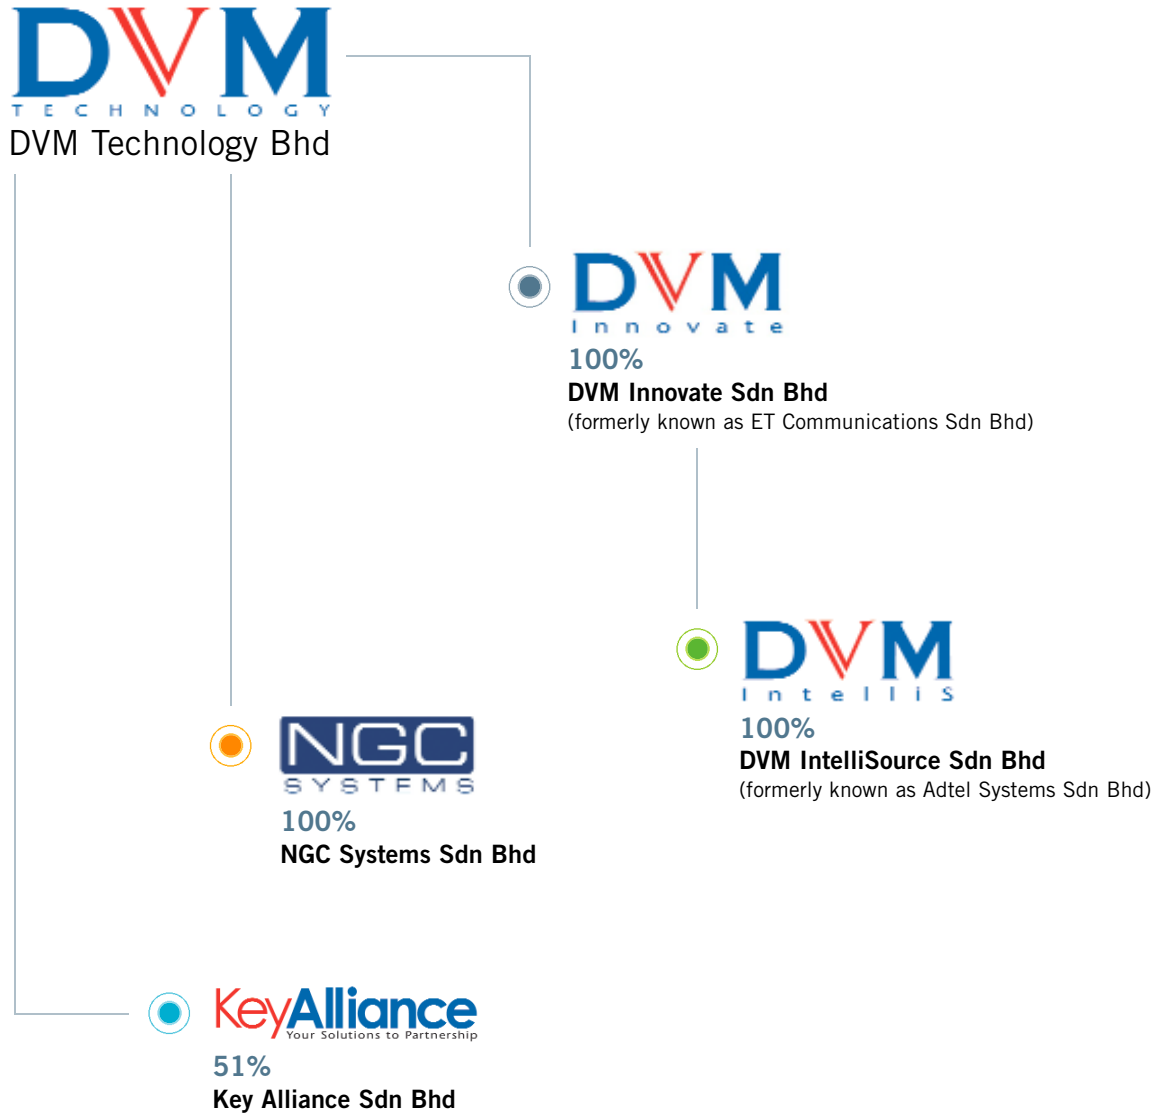 DVM
TECHNOLOGY
DVM Technology Bhd
DVM
Innovate
100%
DVM Innovate Sdn Bhd
(formerly known as ET Communications Sdn Bhd)
DVM
IntelliS
100%
DVM IntelliSource Sdn Bhd
(formerly known as Adtel Systems Sdn Bhd)
NGC
SYSTEMS
100%
NGC Systems Sdn Bhd
KeyAlliance
Your Solutions to Partnership
51%
Key Alliance Sdn Bhd